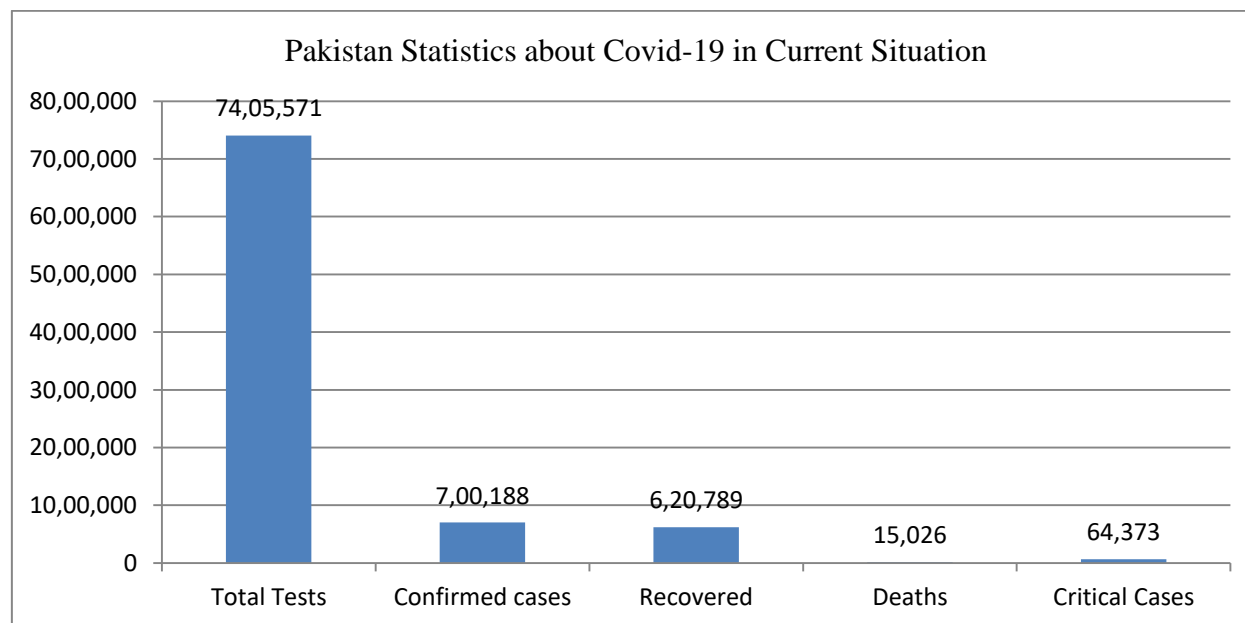 Pakistan Statistics about Covid-19 in Current Situation
80,00,000
70,00,000
60,00,000
50,00,000
40,00,000
30,00,000
20,00,000
10,00,000
0
74,05,571
7,00,188
6,20,789
15,026
64,373
Total Tests
Confirmed cases
Recovered
Deaths
Critical Cases